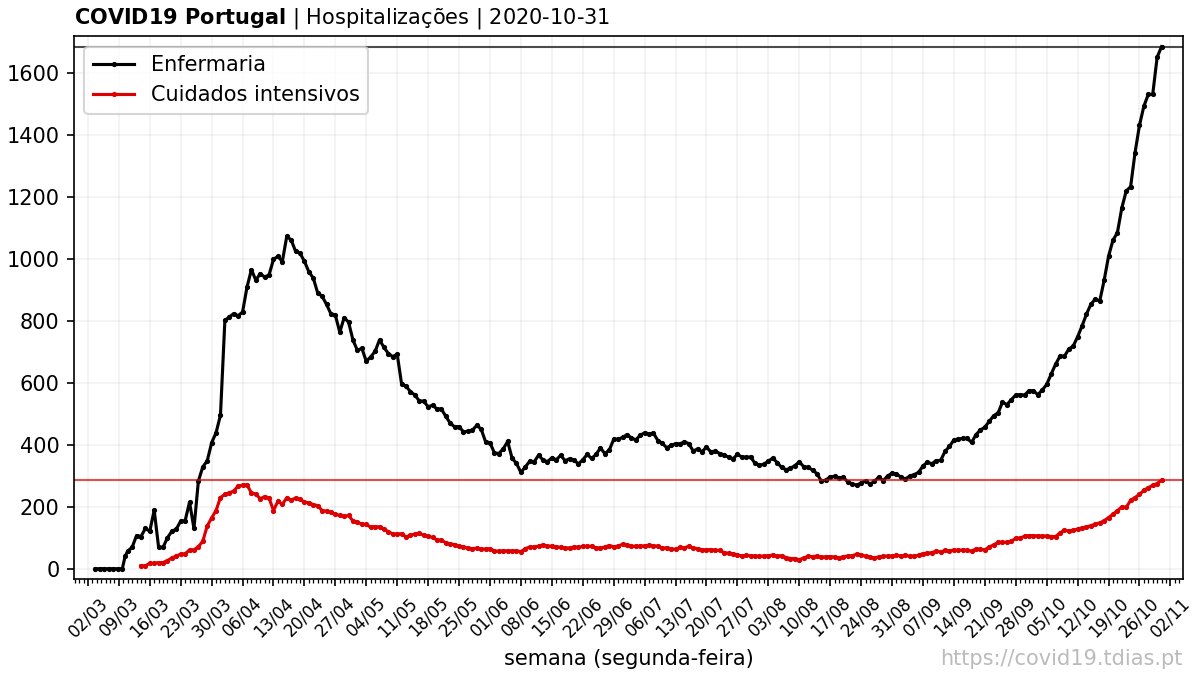 COVID19 Portugal | Hospitalizações | 2020-10-31
Enfermaria
Cuidados intensivos
1600
1400
1200
1000
800
600
400
200
0
02/03 09/03 16/03 23/03 30/03 06/04 13/04 20/04 27/04 04/05 11/05 18/05 25/05 01/06 08/06 15/06 22/06 29/06 06/07 13/07 20/07 27/07 03/08 10/08 17/08 24/08 31/08 07/09 14/09 21/09 28/09 05/10 12/10 19/10 26/10 02/11
semana (segunda-feira)
https://covid19.tdias.pt